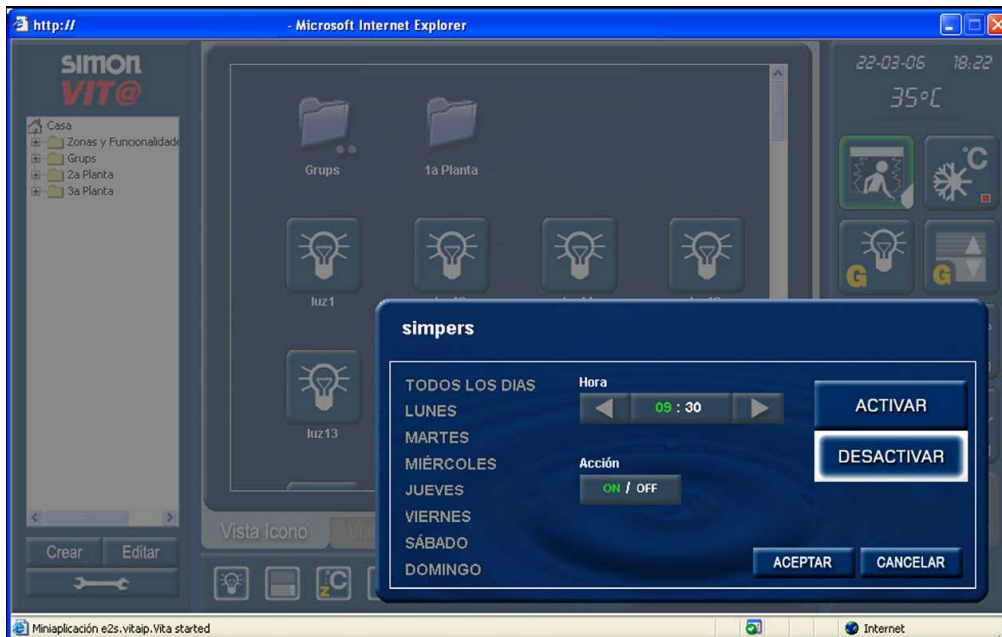 http:// - Microsoft Internet Explorer
simon
VIT@
22-03-06 18:22
35ºC
Casa
Zonas y Funcionalidade
Grups
2a Planta
3a Planta
Grups
1a Planta
°C
luz1
G
G
simpers
luz13
TODOS LOS DIAS
LUNES
MARTES
MIÉRCOLES
JUEVES
VIERNES
SÁBADO
DOMINGO
Hora
09 : 30
Acción
ON / OFF
ACTIVAR
DESACTIVAR
ACEPTAR
CANCELAR
Vista Icono
Crear
Editar
°C
z
Miniaplicación e2s.vitaip.Vita started
Internet